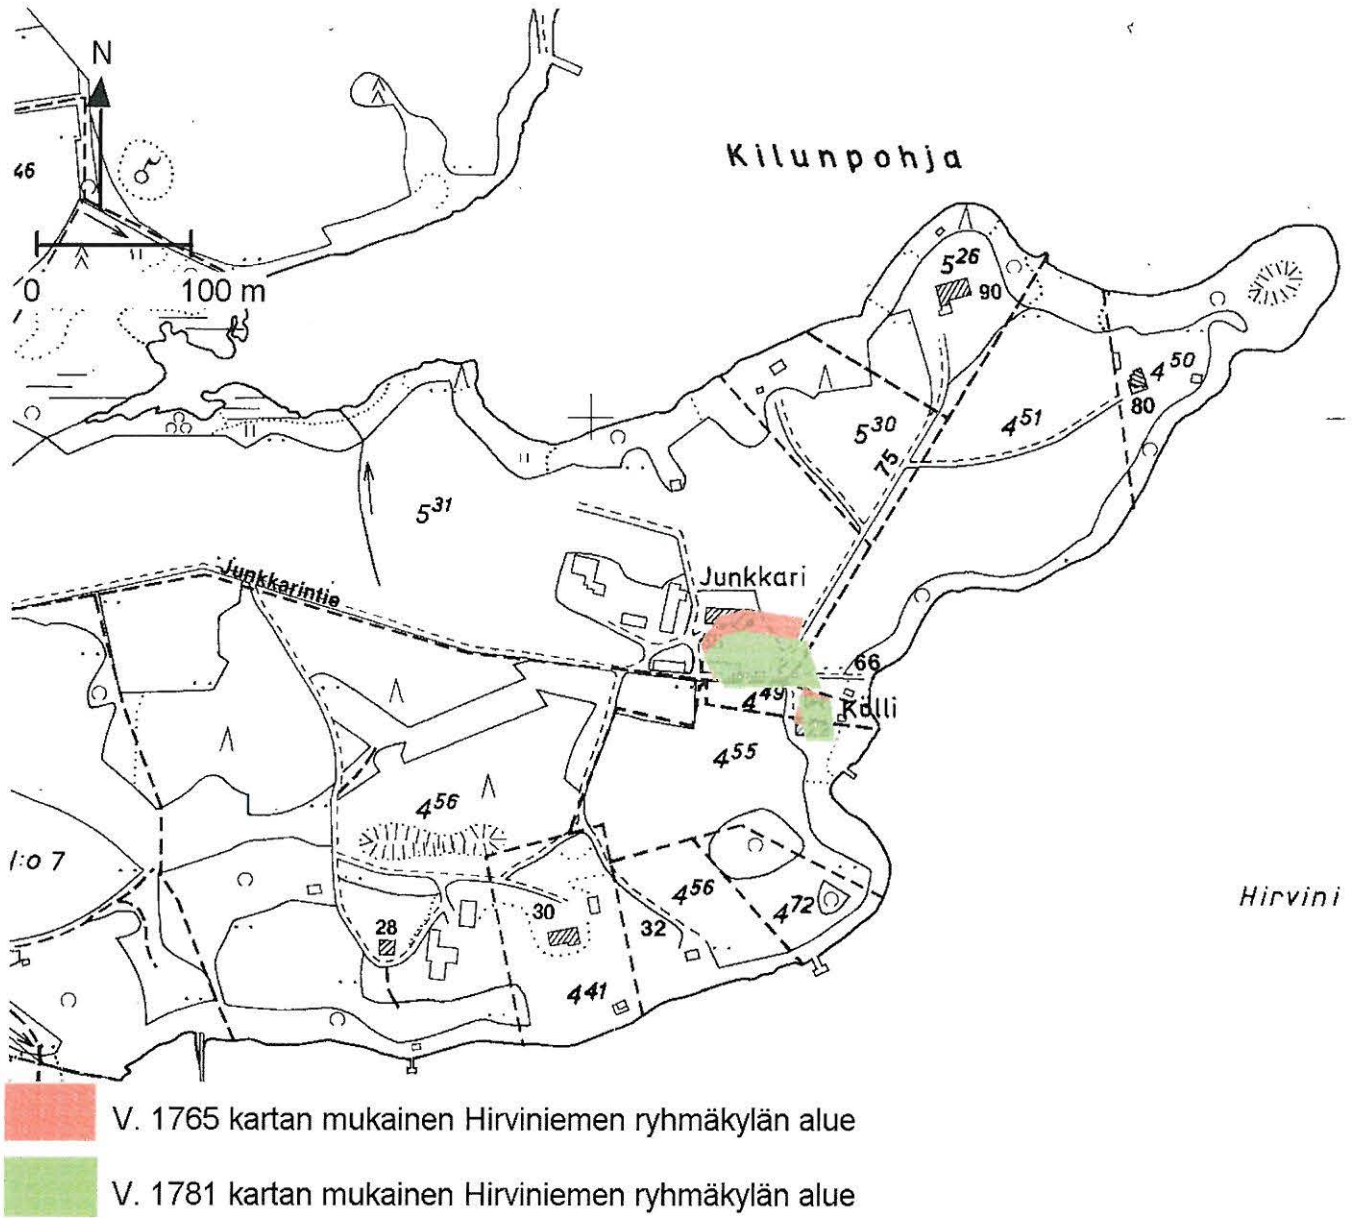 N
Kilunpohja
46
0 100 m
5²⁶
90
4⁵⁰
80
4⁵¹
5³⁰
75
5³¹
Junkkarintie
Junkkari
66
4⁴⁹
Kölli
4⁵⁵
4⁵⁶
1:o 7
4⁵⁶
4⁷²
Hirvini
28
30
32
4⁴¹
V. 1765 kartan mukainen Hirviniemen ryhmäkylän alue
V. 1781 kartan mukainen Hirviniemen ryhmäkylän alue